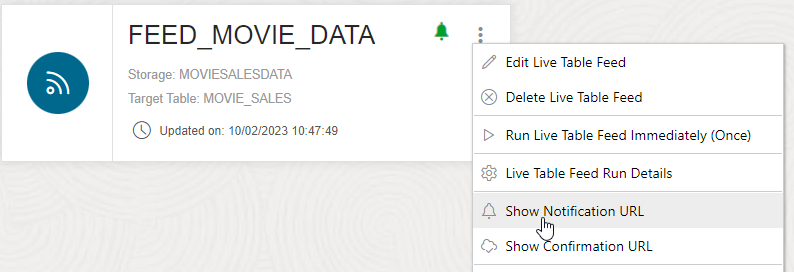 FEED_MOVIE_DATA
Storage: MOVIESALESDATA
Target Table: MOVIE_SALES
Updated on: 10/02/2023 10:47:49
Edit Live Table Feed
Delete Live Table Feed
Run Live Table Feed Immediately (Once)
Live Table Feed Run Details
Show Notification URL
Show Confirmation URL